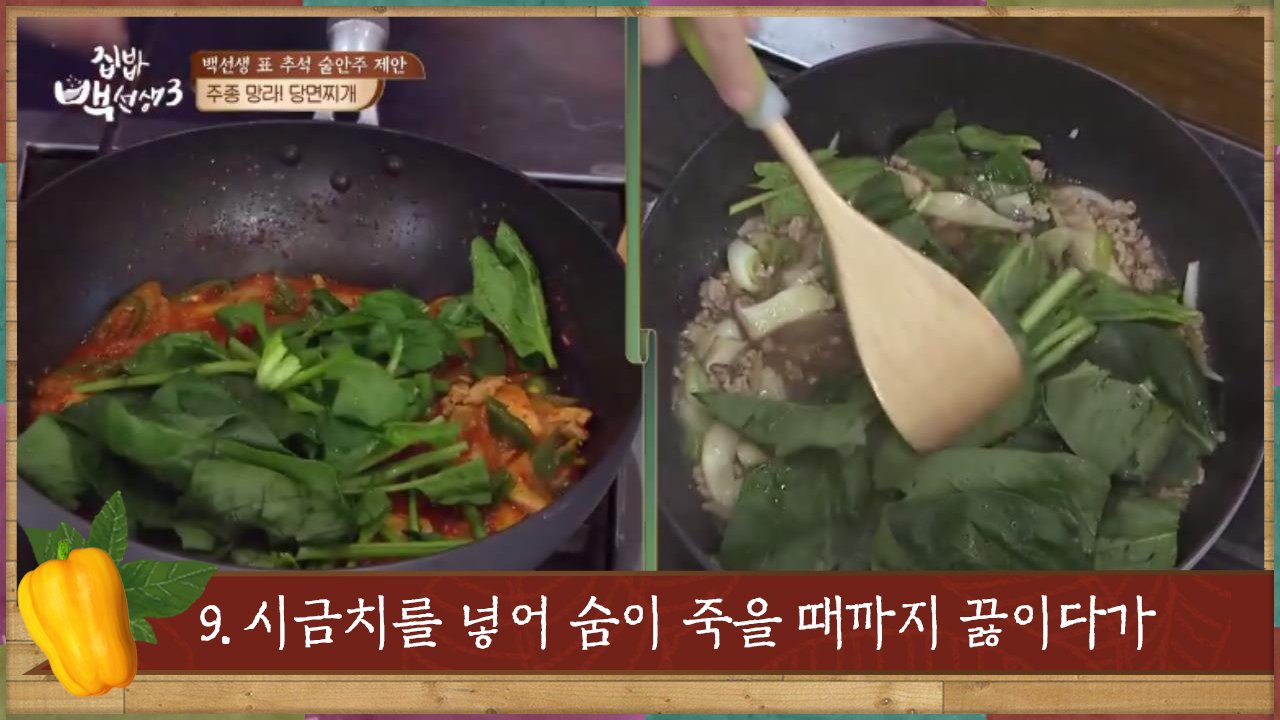 집밥
백선생3
백선생 표 추석 술안주 제안
주종 망라! 당면찌개
9. 시금치를 넣어 숨이 죽을 때까지 끓이다가